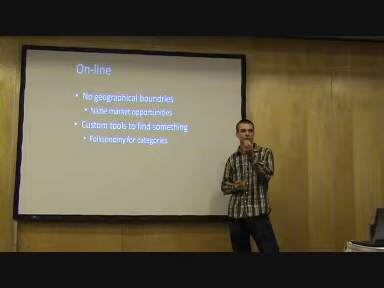 On-line
• No geographical boundries
• Niche market opportunities
• Custom tools to find something
• Folksonomy for categories